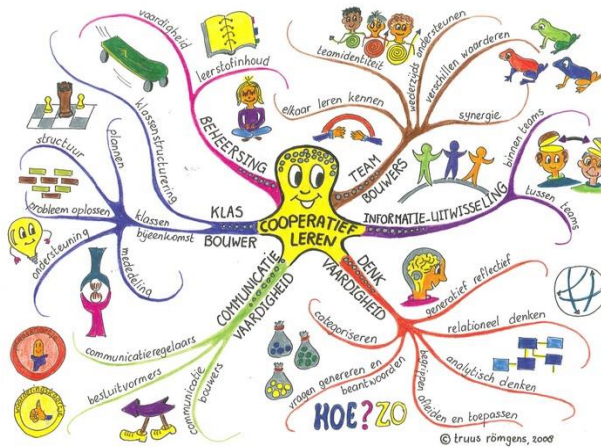 COOPERATIEF
LEREN
BEHEERSING
vaardigheid
leerstofinhoud
TEAM
BOUWERS
teamidentiteit
wederzijds ondersteunen
verschillen waarderen
synergie
elkaar leren kennen
INFORMATIE-UITWISSELING
binnen teams
tussen teams
DENK
VAARDIGHEID
generatief reflectief
relationeel denken
analytisch denken
begrippen
afleiden en toepassen
vragen genereren en
beantwoorden
categoriseren
HOE?ZO
COMMUNICATIE
VAARDIGHEID
communicatieregelaars
besluitvormers
communicatie
bouwers
KLAS
BOUWER
klassenstructurering
klassen
bijeenkomst
plannen
structuur
probleem oplossen
ondersteuning
mededeling
© truus römgens, 2008